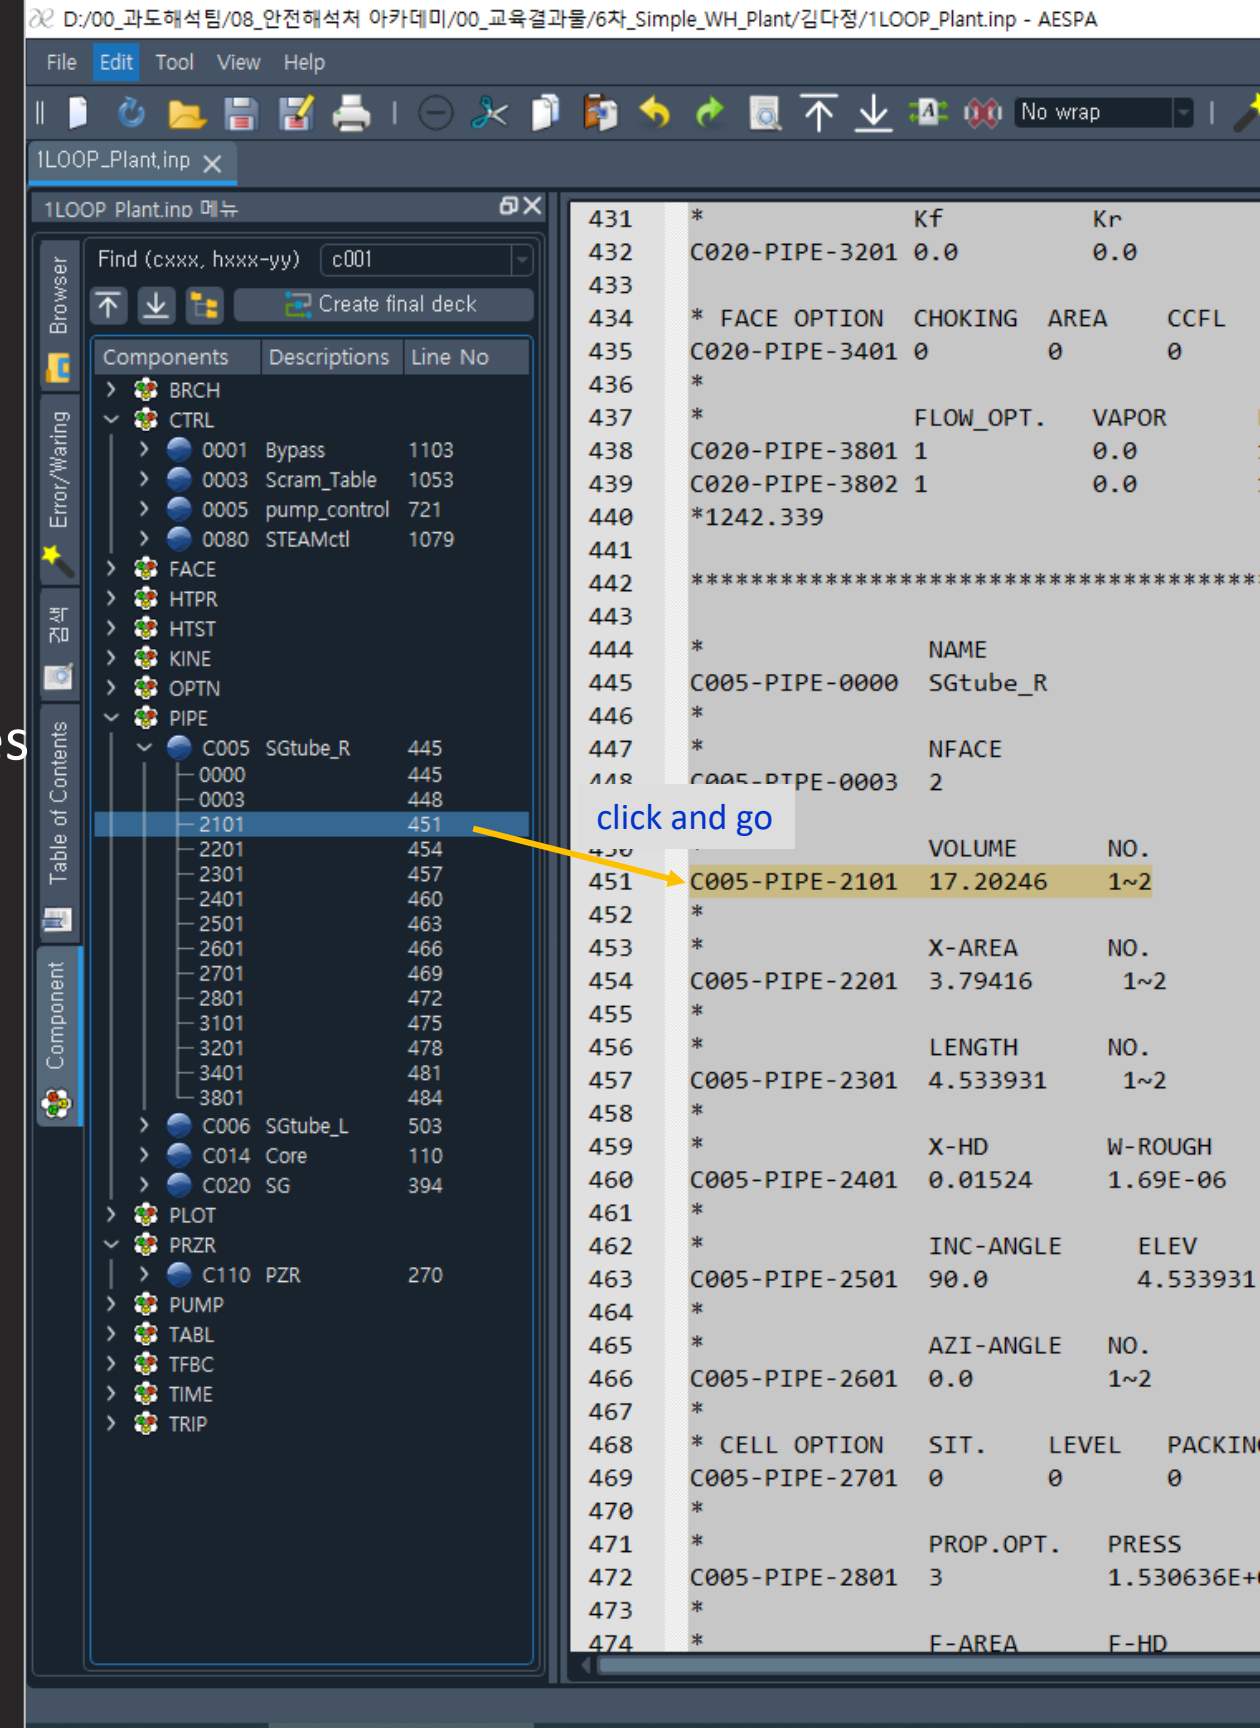 D:/00_과도해석팀/08_안전해석처 아카데미/00_교육결과물/6차_Simple_WH_Plant/김다정/1LOOP_Plant.inp - AESPA
File Edit Tool View Help
No wrap
1LOOP_Plant.inp
1LOOP Plant.inp 메뉴
Find (cxxx, hxxx-yy) c001
Create final deck
Browser
Error/Waring
검색
Table of Contents
Component
Components Descriptions Line No
BRCH
CTRL
0001 Bypass 1103
0003 Scram_Table 1053
0005 pump_control 721
0080 STEAMctl 1079
FACE
HTPR
HTST
KINE
OPTN
PIPE
C005 SGtube_R 445
0000 445
0003 448
2101 451
2201 454
2301 457
2401 460
2501 463
2601 466
2701 469
2801 472
3101 475
3201 478
3401 481
3801 484
C006 SGtube_L 503
C014 Core 110
C020 SG 394
PLOT
PRZR
C110 PZR 270
PUMP
TABL
TFBC
TIME
TRIP
es
click and go
431 * Kf Kr
432 C020-PIPE-3201 0.0 0.0
433
434 * FACE OPTION CHOKING AREA CCFL
435 C020-PIPE-3401 0 0 0
436 *
437 * FLOW_OPT. VAPOR
438 C020-PIPE-3801 1 0.0
439 C020-PIPE-3802 1 0.0
440 *1242.339
441
442 **************************************
443
444 * NAME
445 C005-PIPE-0000 SGtube_R
446 *
447 * NFACE
448 C005-PIPE-0003 2
450 * VOLUME NO.
451 C005-PIPE-2101 17.20246 1~2
452 *
453 * X-AREA NO.
454 C005-PIPE-2201 3.79416 1~2
455 *
456 * LENGTH NO.
457 C005-PIPE-2301 4.533931 1~2
458 *
459 * X-HD W-ROUGH
460 C005-PIPE-2401 0.01524 1.69E-06
461 *
462 * INC-ANGLE ELEV
463 C005-PIPE-2501 90.0 4.533931
464 *
465 * AZI-ANGLE NO.
466 C005-PIPE-2601 0.0 1~2
467 *
468 * CELL OPTION SIT. LEVEL PACKING
469 C005-PIPE-2701 0 0 0
470 *
471 * PROP.OPT. PRESS
472 C005-PIPE-2801 3 1.530636E+
473 *
474 * F-AREA F-HD